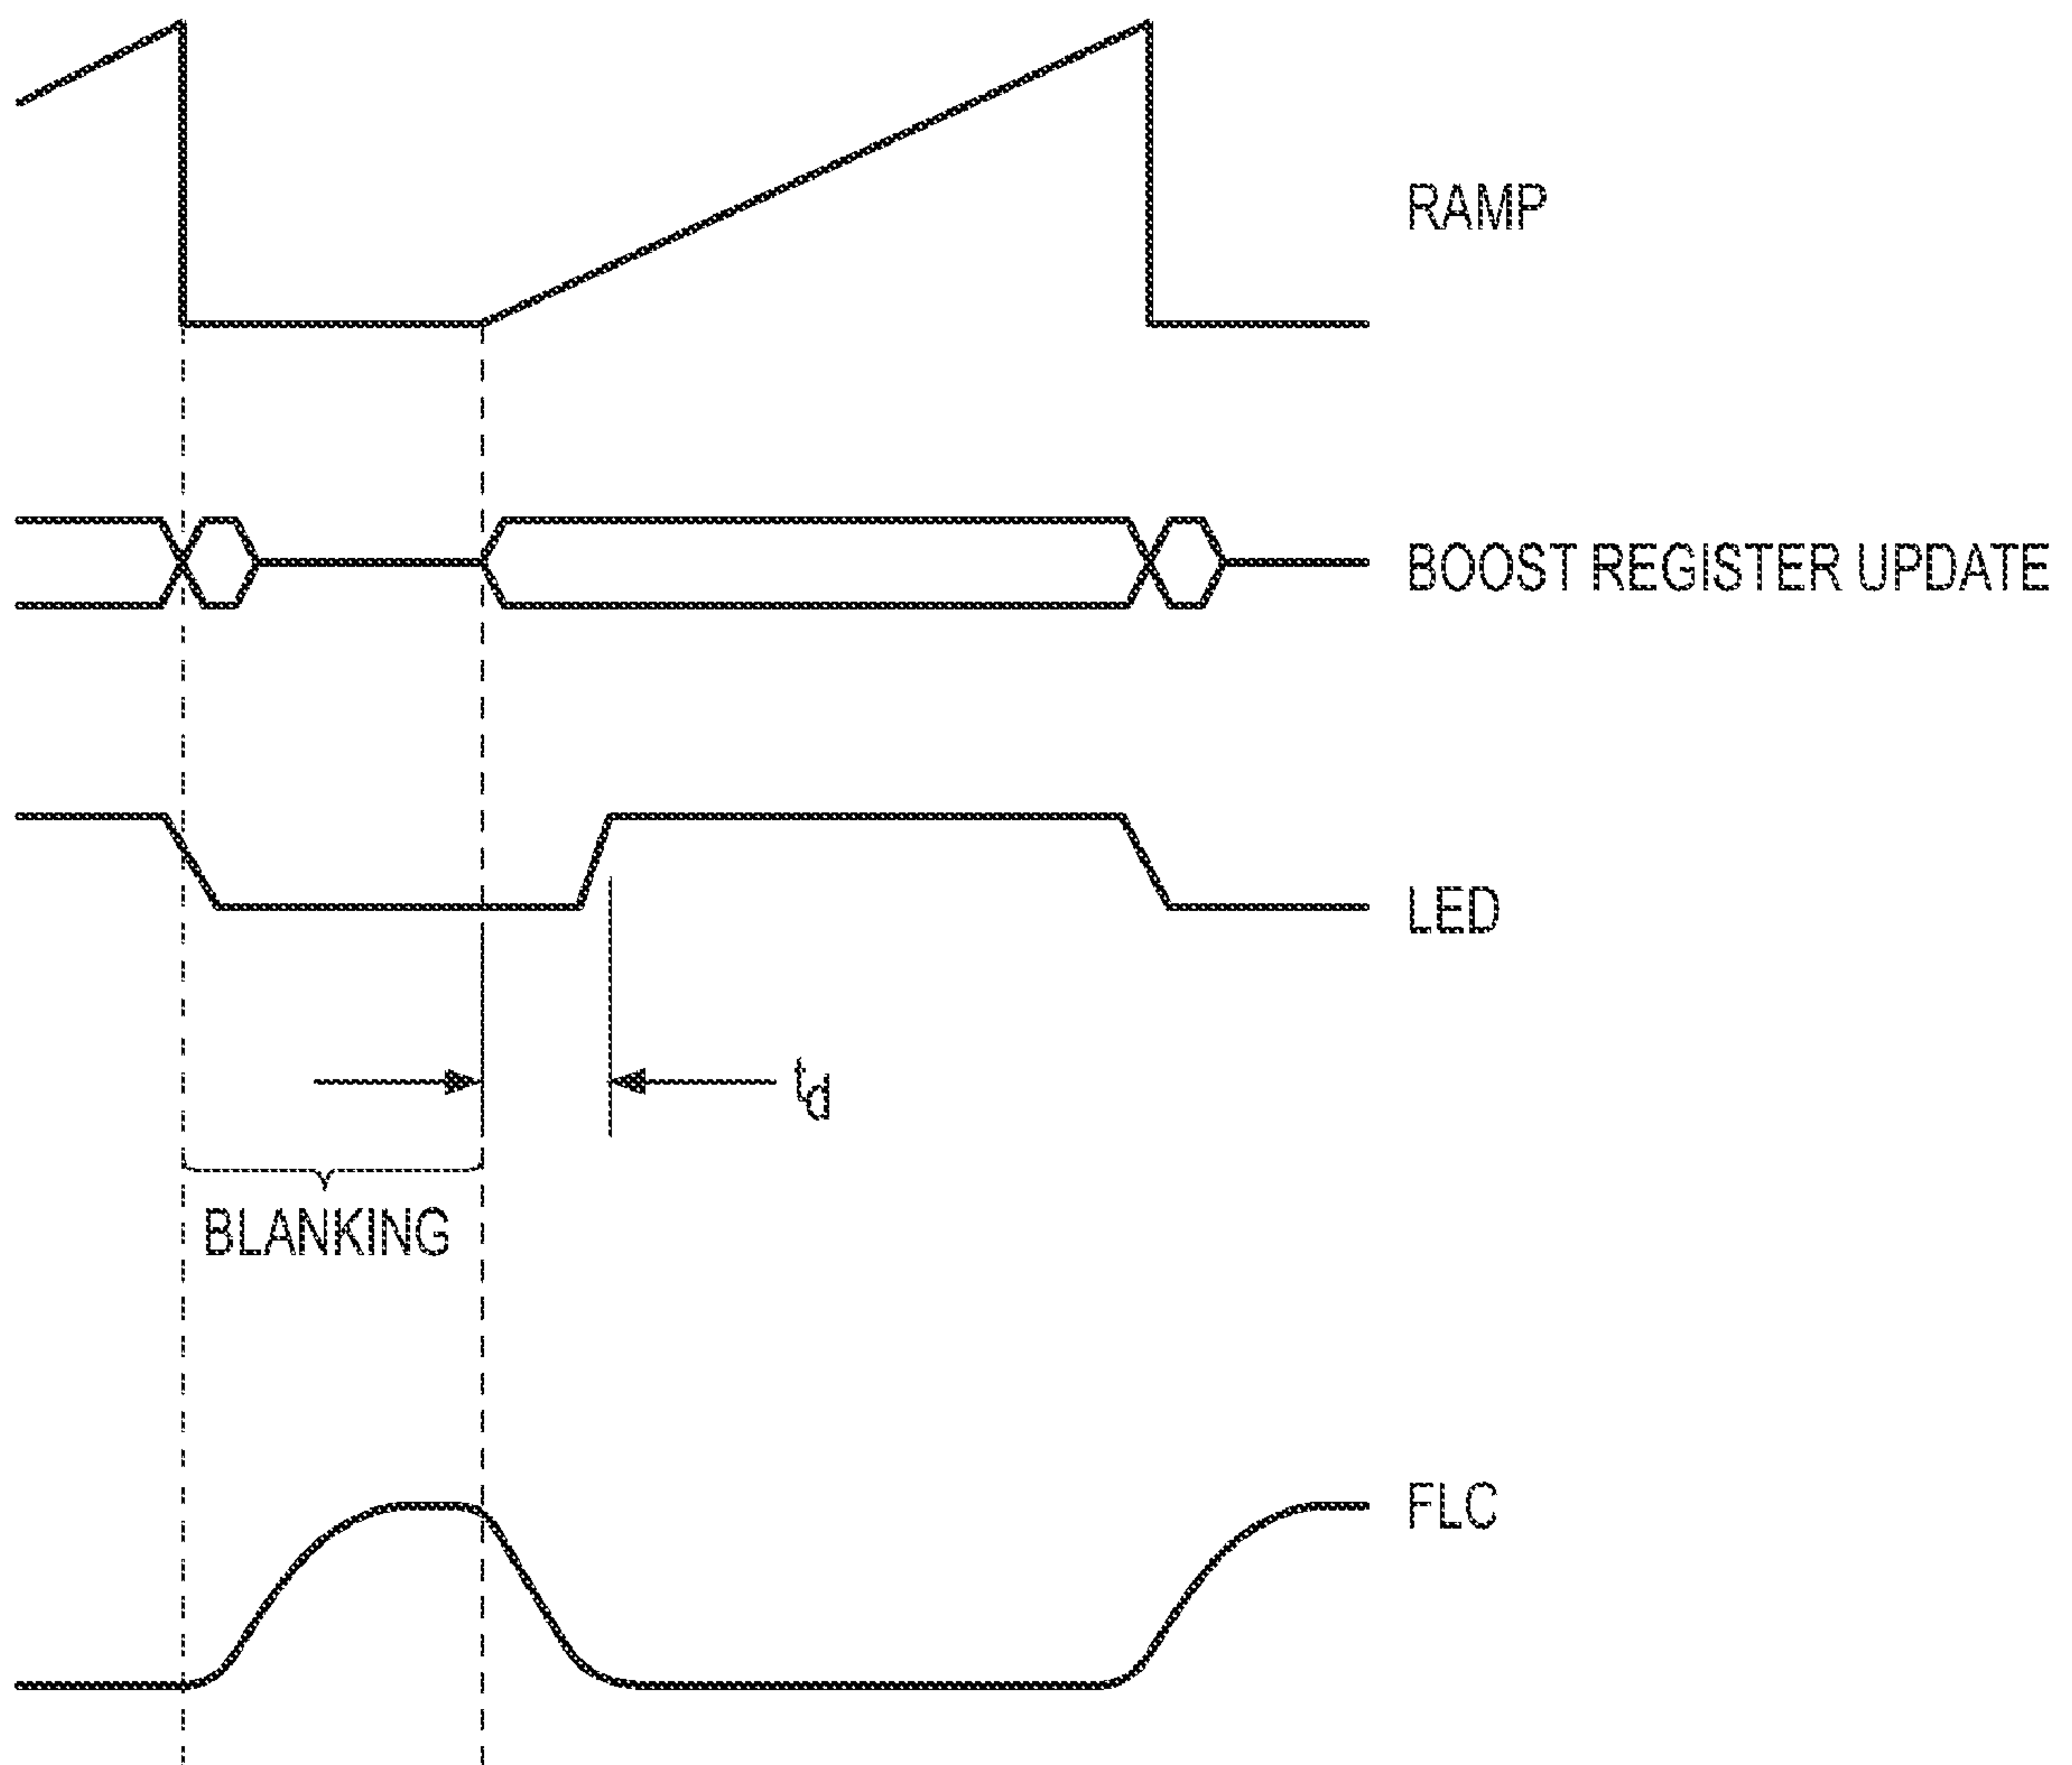 RAMP
BOOST REGISTER UPDATE
LED
td
BLANKING
FLC